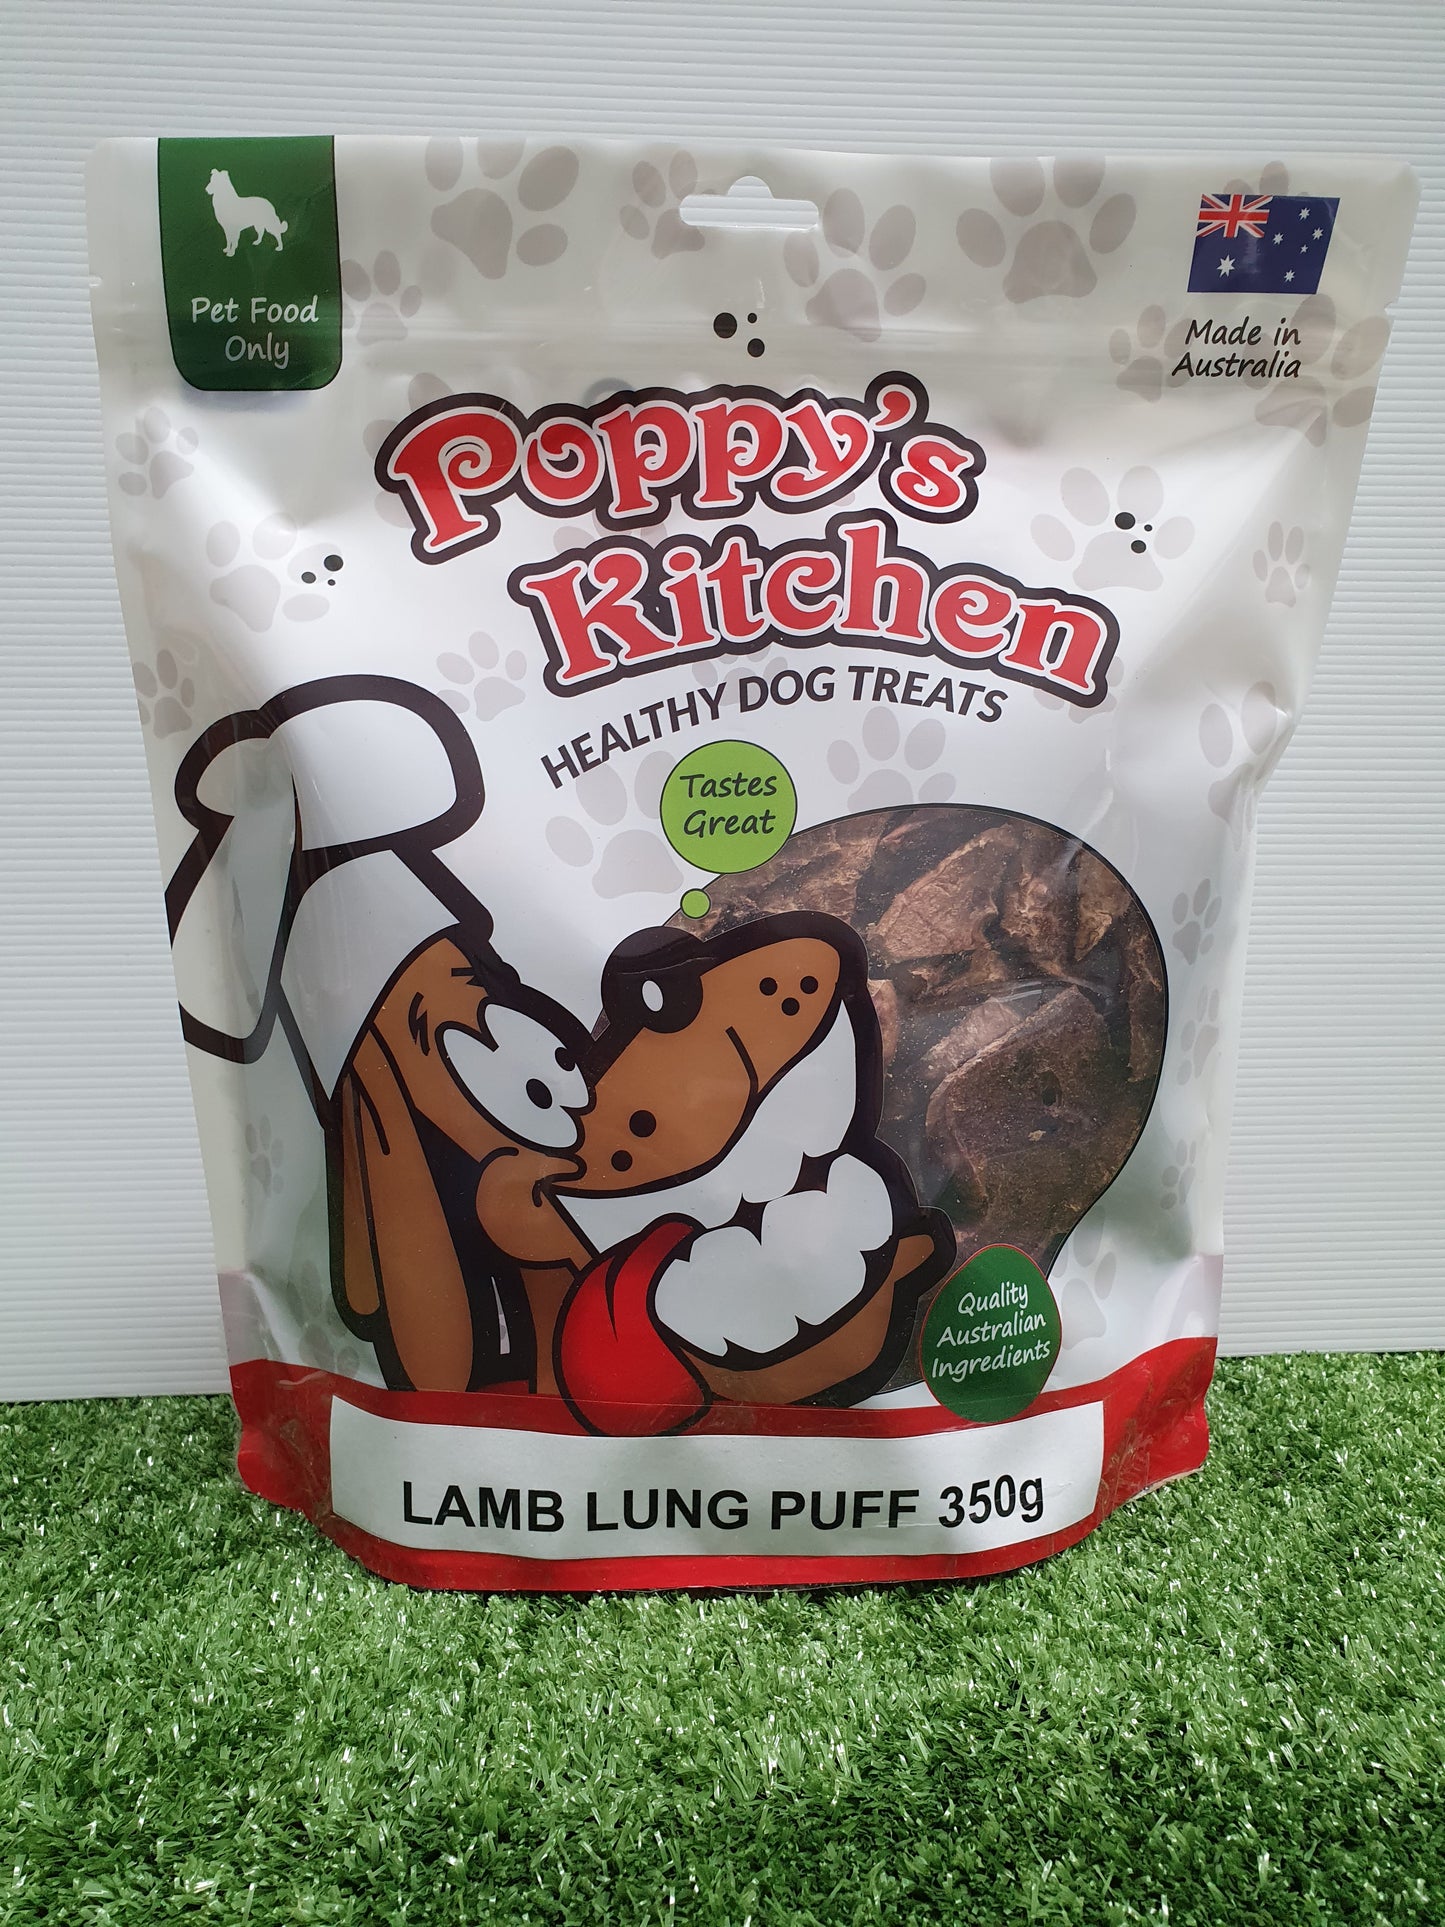 Pet Food
Only
Made in
Australia
Poppy's
Kitchen
HEALTHY DOG TREATS
Tastes
Great
Quality
Australian
Ingredients
LAMB LUNG PUFF 350g